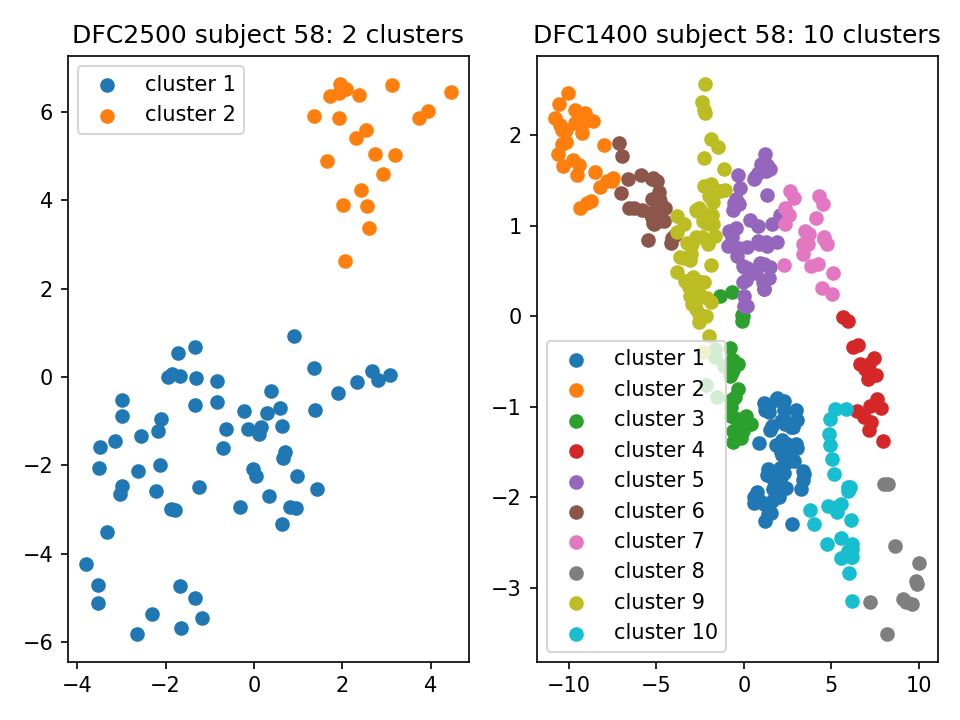 DFC2500 subject 58: 2 clusters
cluster 1
cluster 2
6
4
2
0
−2
−4
−6
−4
−2
0
2
4
DFC1400 subject 58: 10 clusters
2
1
0
−1
−2
−3
cluster 1
cluster 2
cluster 3
cluster 4
cluster 5
cluster 6
cluster 7
cluster 8
cluster 9
cluster 10
−10
−5
0
5
10